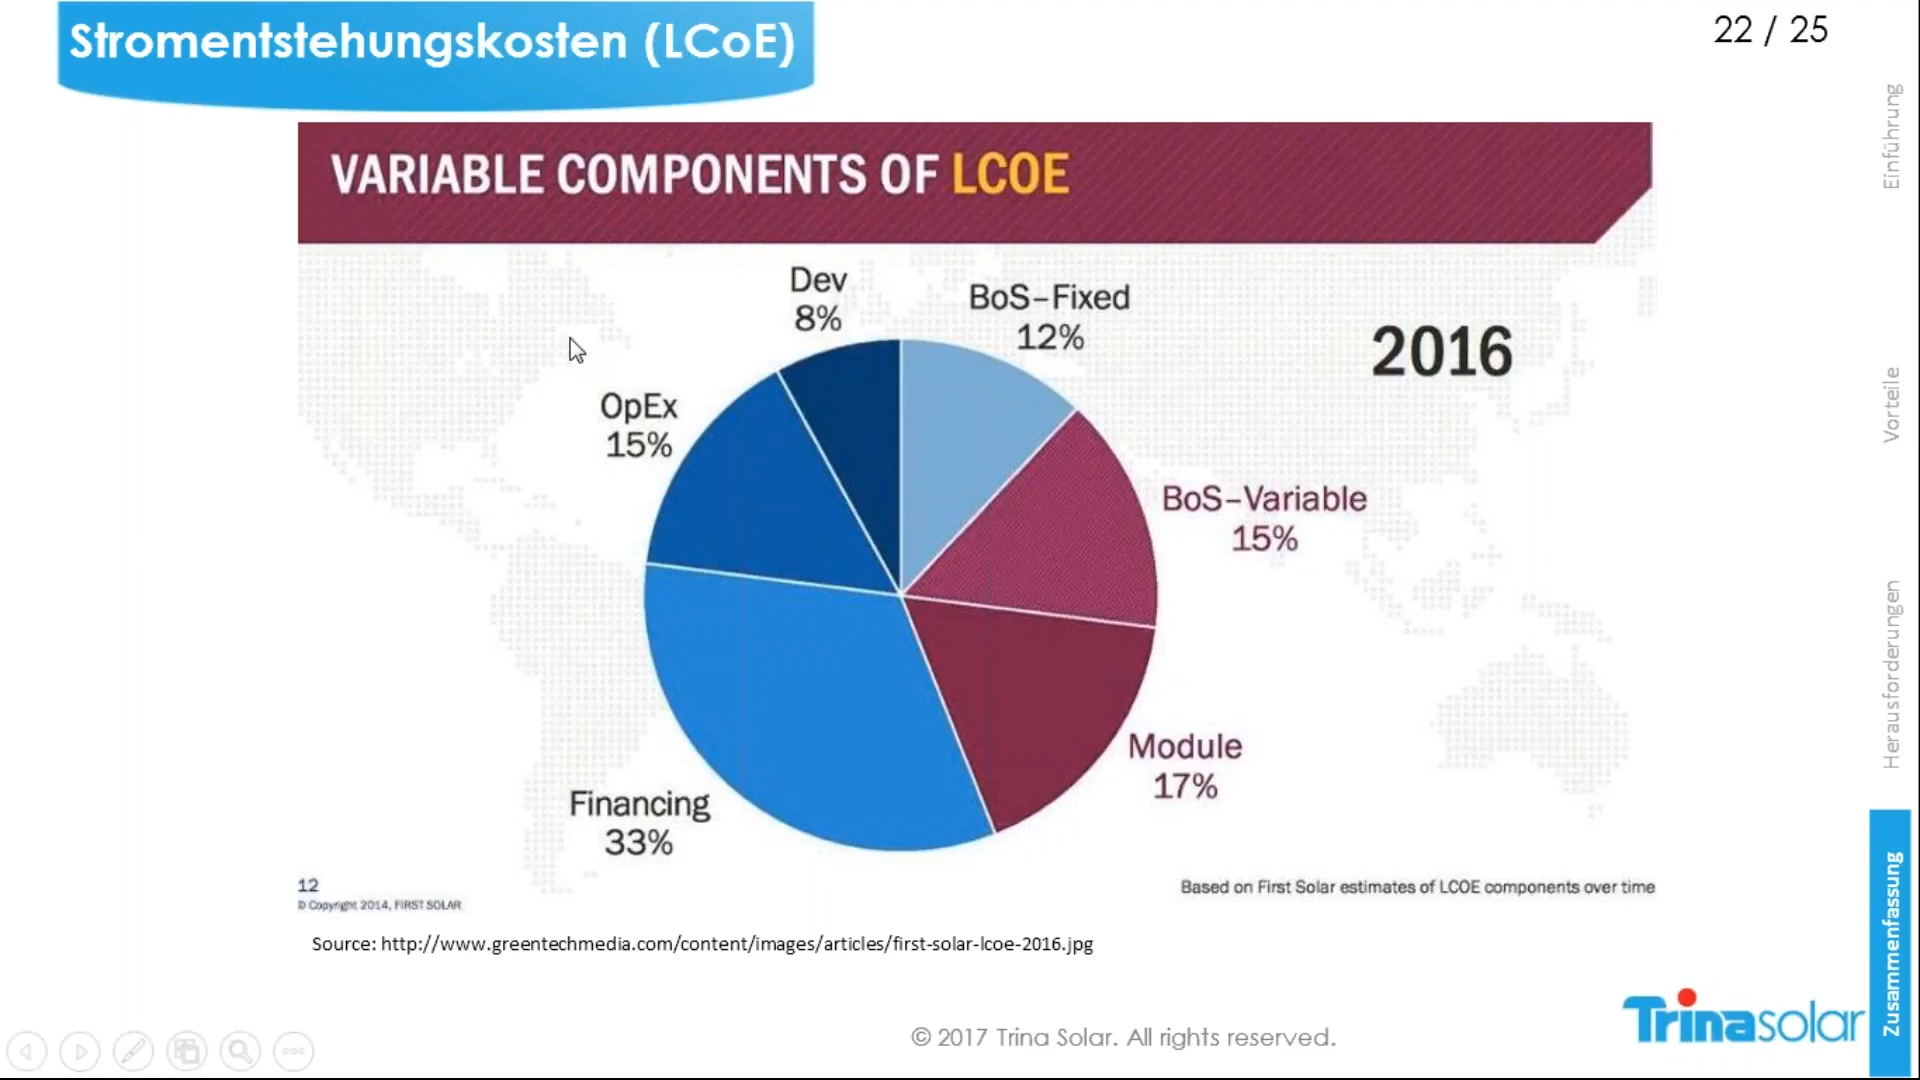 Stromentstehungskosten (LCoE)
22 / 25
VARIABLE COMPONENTS OF LCOE
2016
Dev
8%
BoS–Fixed
12%
OpEx
15%
BoS–Variable
15%
Module
17%
Financing
33%
12
© Copyright 2014, FIRST SOLAR
Based on First Solar estimates of LCOE components over time
Source: http://www.greentechmedia.com/content/images/articles/first-solar-lcoe-2016.jpg
© 2017 Trina Solar. All rights reserved.
Trinasolar
Einführung
Vorteile
Herausforderungen
Zusammenfassung